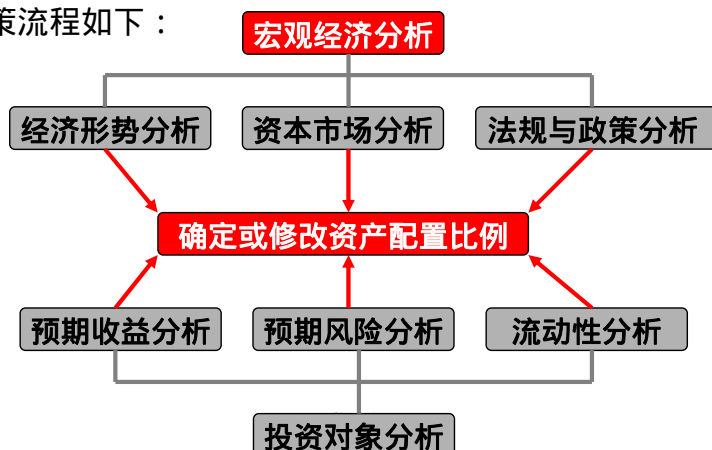 策流程如下：
宏观经济分析
经济形势分析 资本市场分析 法规与政策分析
确定或修改资产配置比例
预期收益分析 预期风险分析 流动性分析
投资对象分析